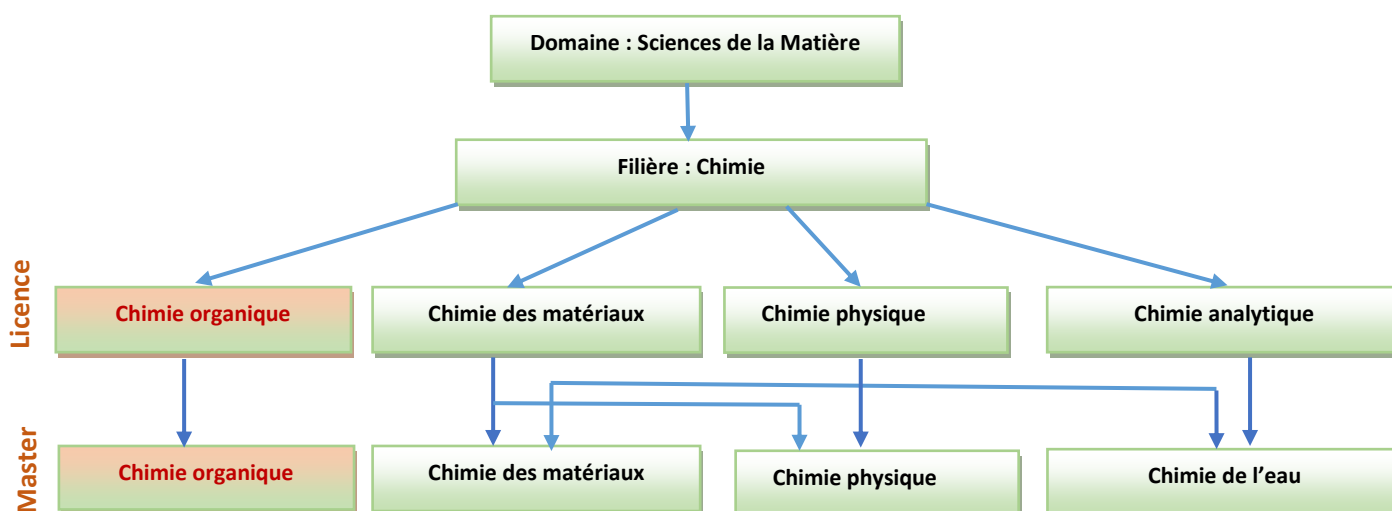 Domaine : Sciences de la Matière
Filière : Chimie
Licence
Chimie organique
Chimie des matériaux
Chimie physique
Chimie analytique
Master
Chimie organique
Chimie des matériaux
Chimie physique
Chimie de l’eau